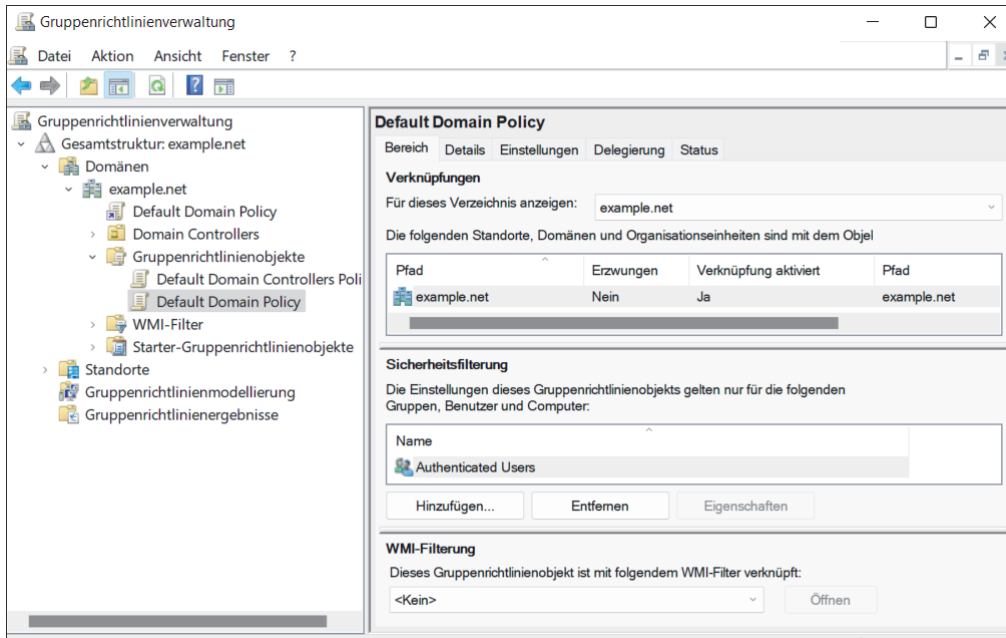 Gruppenrichtlinienverwaltung
Datei Aktion Ansicht Fenster ?
Gruppenrichtlinienverwaltung
Gesamtstruktur: example.net
Domänen
example.net
Default Domain Policy
Domain Controllers
Gruppenrichtlinienobjekte
Default Domain Controllers Poli
Default Domain Policy
WMI-Filter
Starter-Gruppenrichtlinienobjekte
Standorte
Gruppenrichtlinienmodellierung
Gruppenrichtlinienergebnisse
Default Domain Policy
Bereich Details Einstellungen Delegierung Status
Verknüpfungen
Für dieses Verzeichnis anzeigen: example.net
Die folgenden Standorte, Domänen und Organisationseinheiten sind mit dem Objel
Pfad Erzwungen Verknüpfung aktiviert Pfad
example.net Nein Ja example.net
Sicherheitsfilterung
Die Einstellungen dieses Gruppenrichtlinienobjekts gelten nur für die folgenden
Gruppen, Benutzer und Computer:
Name
Authenticated Users
Hinzufügen... Entfernen Eigenschaften
WMI-Filterung
Dieses Gruppenrichtlinienobjekt ist mit folgendem WMI-Filter verknüpft:
<Kein> Öffnen